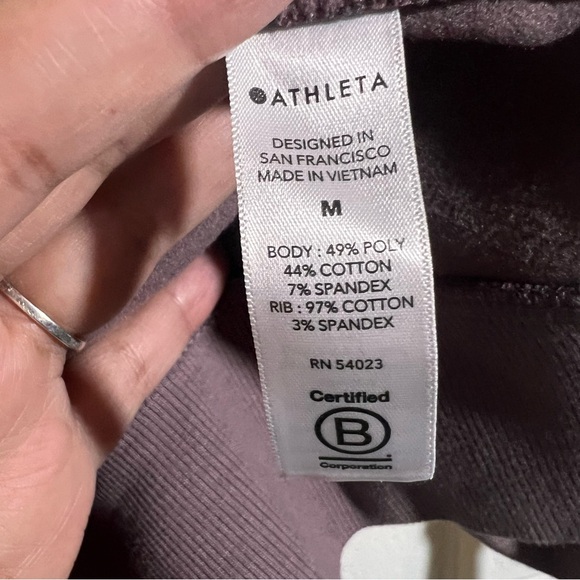 ATHLETA
DESIGNED IN
SAN FRANCISCO
MADE IN VIETNAM
M
BODY : 49% POLY
44% COTTON
7% SPANDEX
RIB : 97% COTTON
3% SPANDEX
RN 54023
Certified
B
Corporation